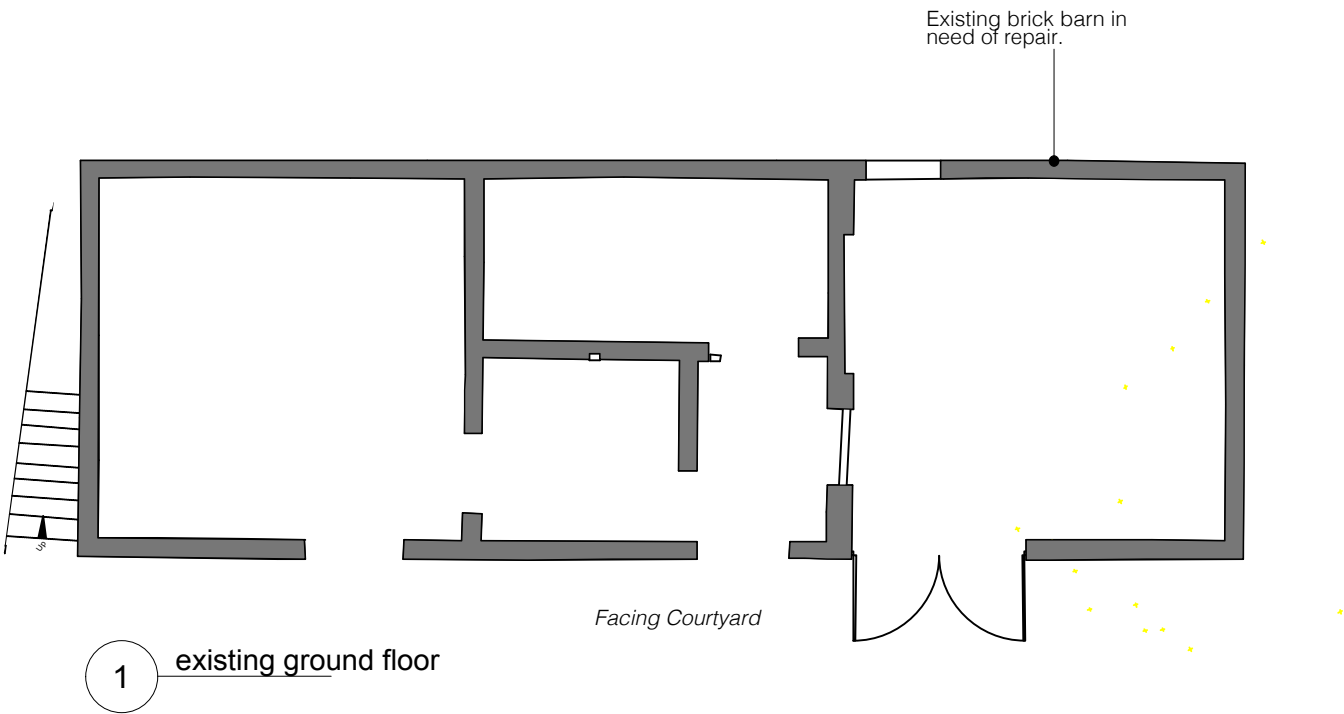 Existing brick barn in
need of repair.
Up
Facing Courtyard
1
existing ground floor